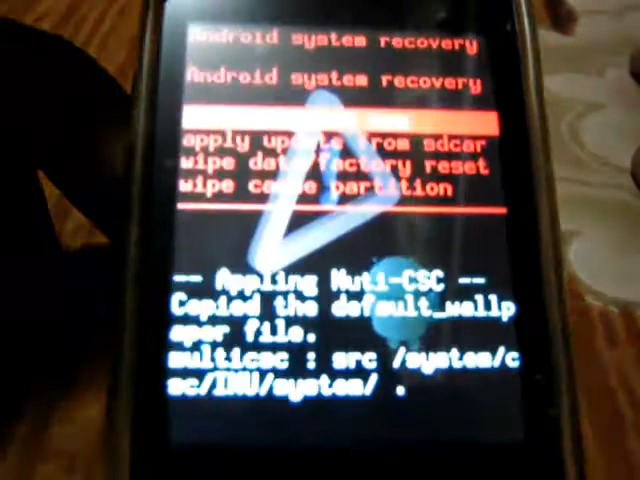 Android system recovery
Android system recovery
apply update from sdcar
wipe data/factory reset
wipe cache partition
-- Appling Muti-CSC --
Copied the default_wallp
aper file.
multicsc : src /system/c
sc/INU/system/ .